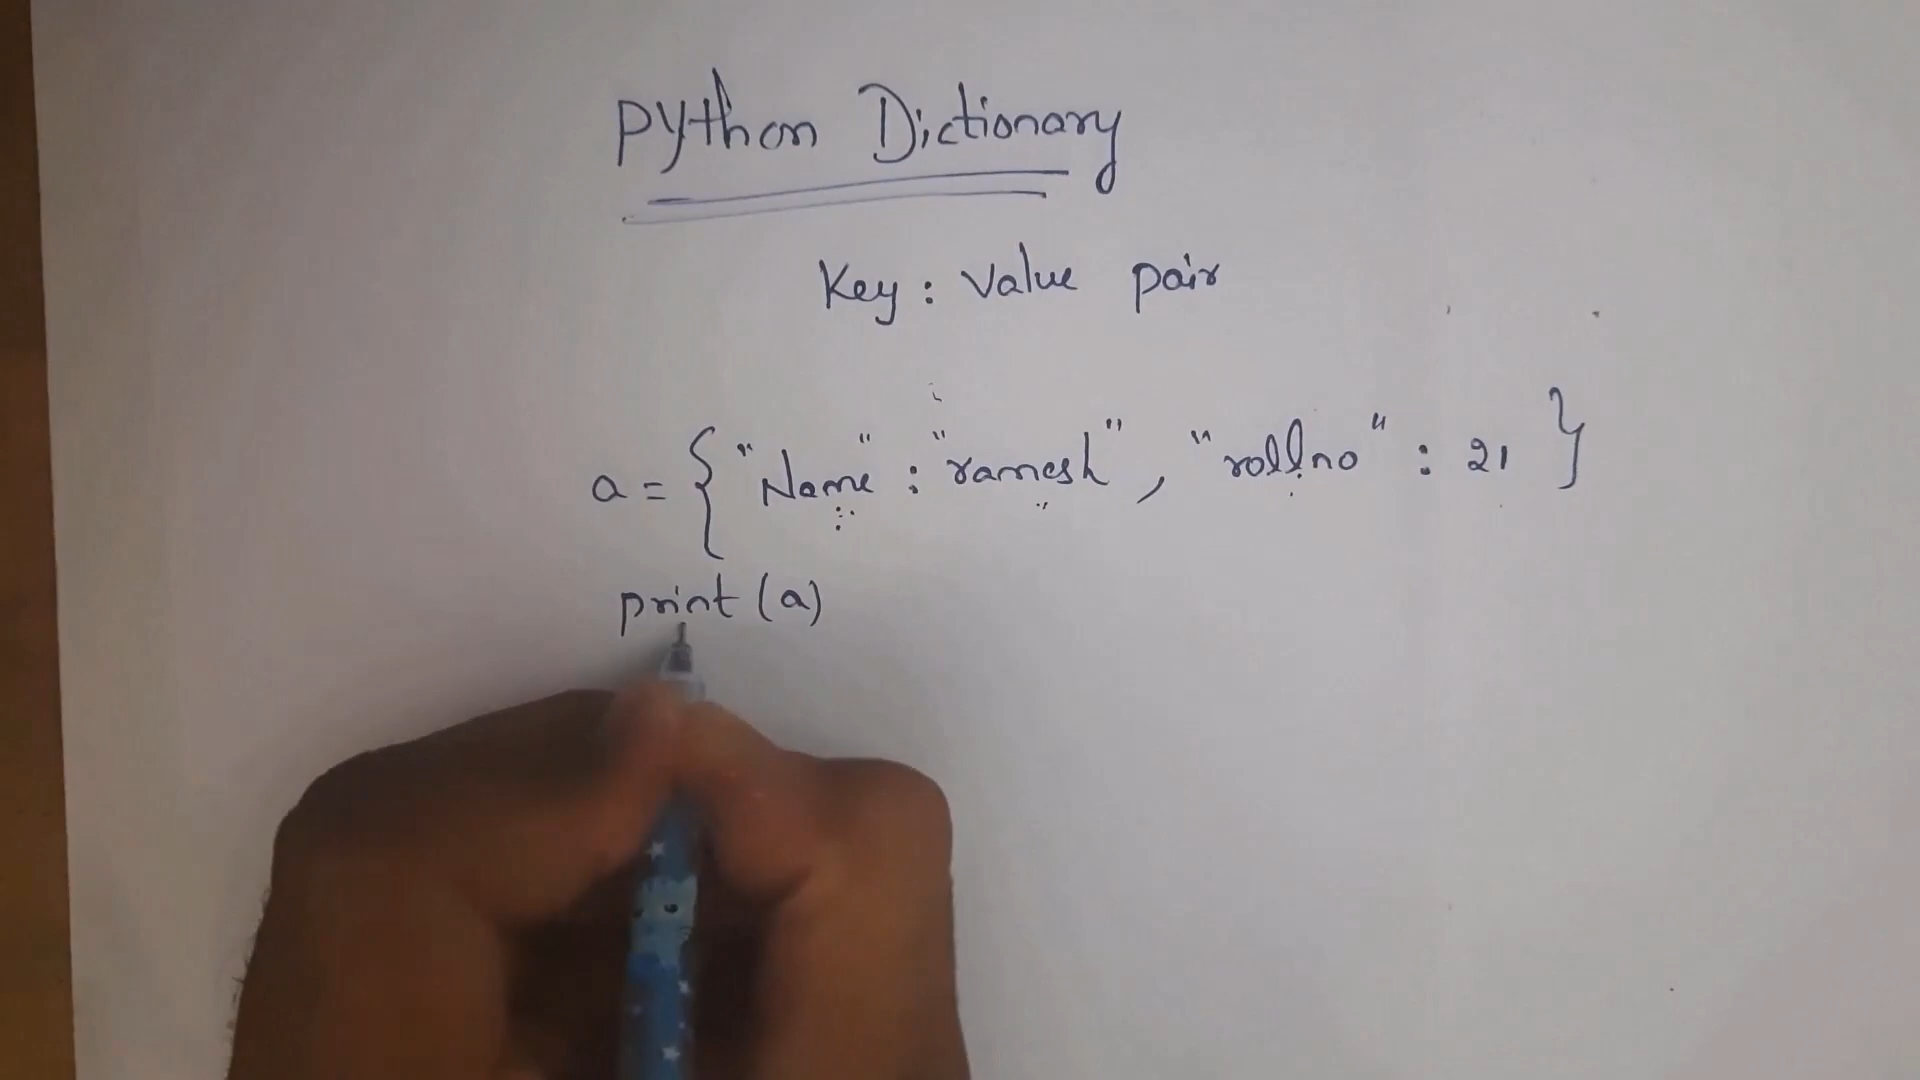 Python Dictionary
Key : Value pair
a = { "Name" : "ramesh", "rollno" : 21 }
print (a)